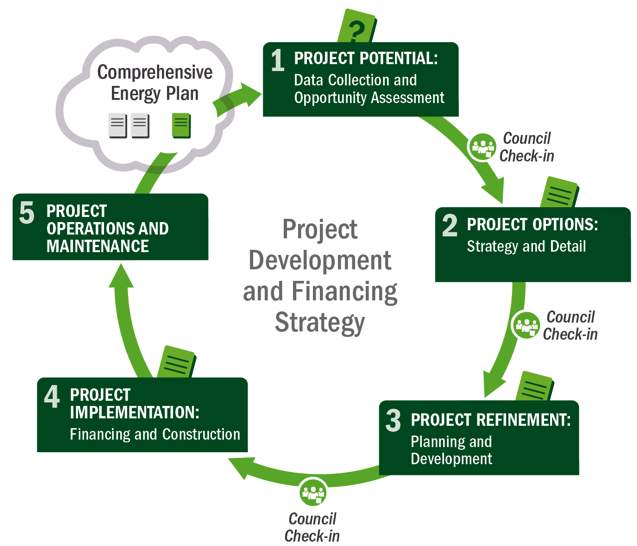 ?
1 PROJECT POTENTIAL:
Data Collection and
Opportunity Assessment
Comprehensive
Energy Plan
Council
Check-in
2 PROJECT OPTIONS:
Strategy and Detail
Council
Check-in
3 PROJECT REFINEMENT:
Planning and
Development
Council
Check-in
4 PROJECT
IMPLEMENTATION:
Financing and Construction
5 PROJECT
OPERATIONS AND
MAINTENANCE
Project
Development
and Financing
Strategy